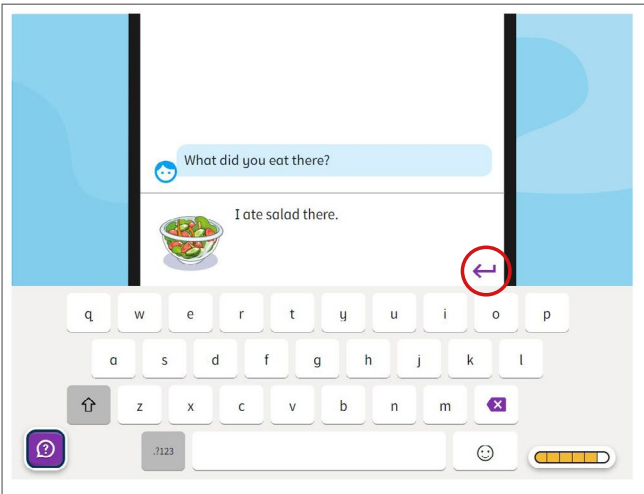 What did you eat there?
I ate salad there.
q w e r t y u i o p
a s d f g h j k l
z x c v b n m
.?123